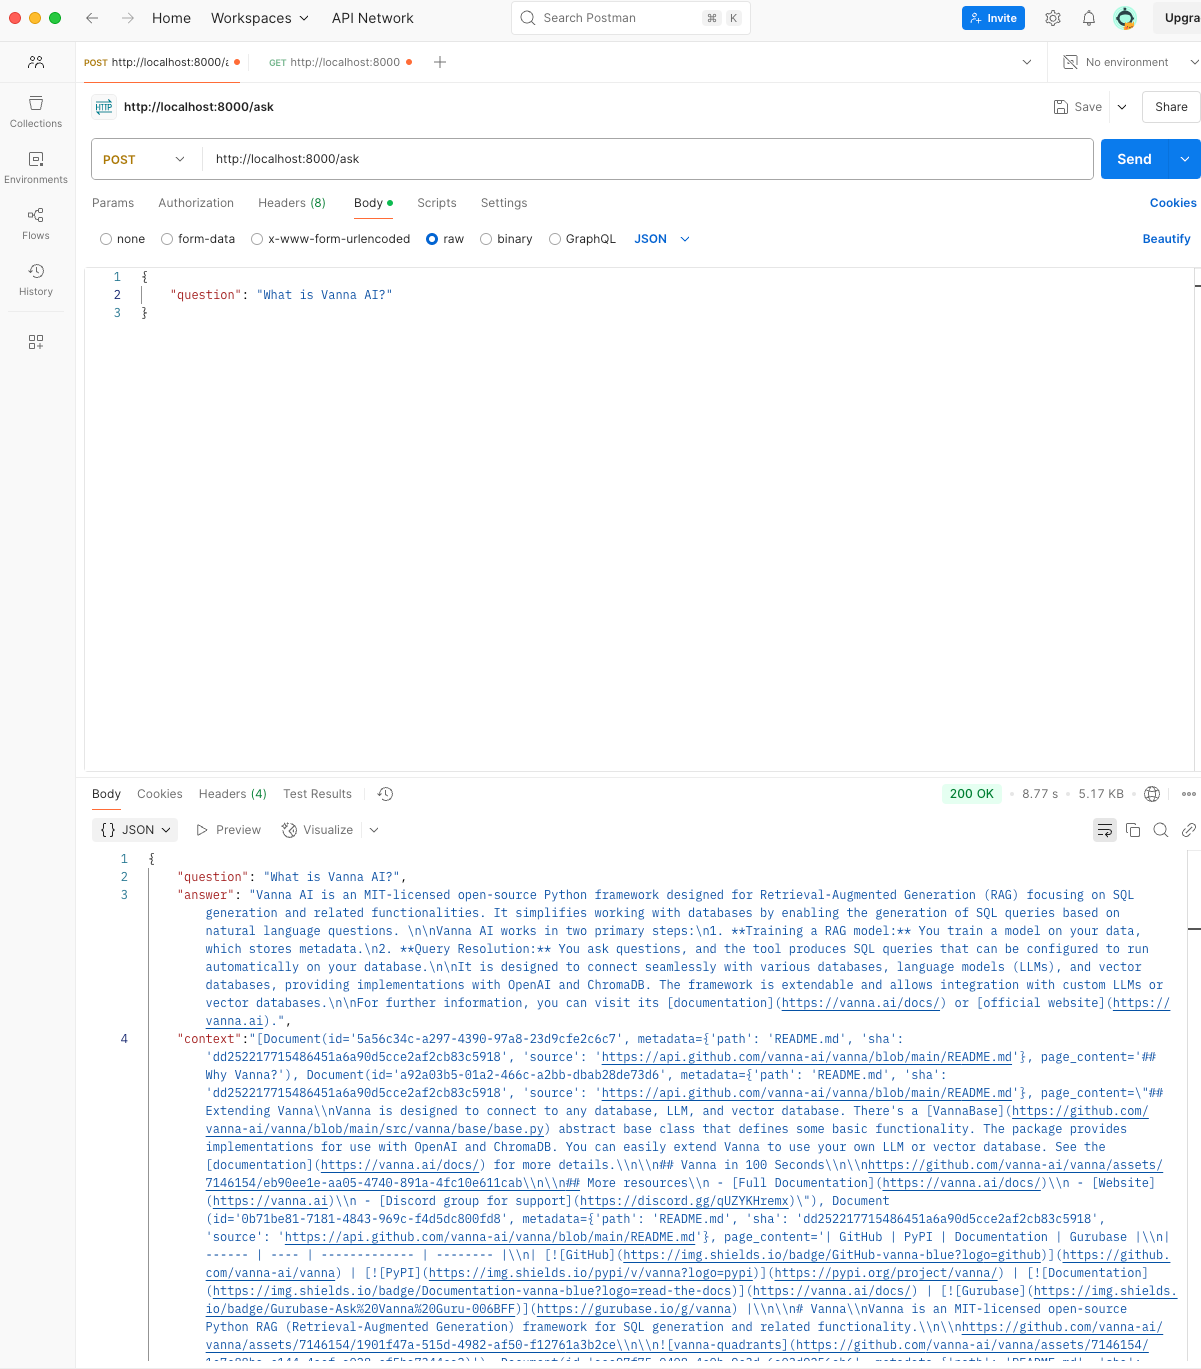 Home Workspaces API Network Search Postman ⌘ K Invite Upgra
POST http://localhost:8000/a GET http://localhost:8000 No environment
HTTP http://localhost:8000/ask Save Share
POST http://localhost:8000/ask Send
Collections
Environments
Flows
History
Params Authorization Headers (8) Body Scripts Settings Cookies
none form-data x-www-form-urlencoded raw binary GraphQL JSON Beautify
1 {
2 "question": "What is Vanna AI?"
3 }
Body Cookies Headers (4) Test Results 200 OK • 8.77 s • 5.17 KB •
{} JSON Preview Visualize
1 {
2 "question": "What is Vanna AI?",
3 "answer": "Vanna AI is an MIT-licensed open-source Python framework designed for Retrieval-Augmented Generation (RAG) focusing on SQL
generation and related functionalities. It simplifies working with databases by enabling the generation of SQL queries based on
natural language questions. \n\nVanna AI works in two primary steps:\n1. **Training a RAG model:** You train a model on your data,
which stores metadata.\n2. **Query Resolution:** You ask questions, and the tool produces SQL queries that can be configured to run
automatically on your database.\n\nIt is designed to connect seamlessly with various databases, language models (LLMs), and vector
databases, providing implementations with OpenAI and ChromaDB. The framework is extendable and allows integration with custom LLMs or
vector databases.\n\nFor further information, you can visit its [documentation](https://vanna.ai/docs/) or [official website](https://
vanna.ai).",
4 "context":"[Document(id='5a56c34c-a297-4390-97a8-23d9cfe2c6c7', metadata={'path': 'README.md', 'sha':
'dd252217715486451a6a90d5cce2af2cb83c5918', 'source': 'https://api.github.com/vanna-ai/vanna/blob/main/README.md'}, page_content='##
Why Vanna?'), Document(id='a92a03b5-01a2-466c-a2bb-dbab28de73d6', metadata={'path': 'README.md', 'sha':
'dd252217715486451a6a90d5cce2af2cb83c5918', 'source': 'https://api.github.com/vanna-ai/vanna/blob/main/README.md'}, page_content=\"##
Extending Vanna\\nVanna is designed to connect to any database, LLM, and vector database. There's a [VannaBase](https://github.com/
vanna-ai/vanna/blob/main/src/vanna/base/base.py) abstract base class that defines some basic functionality. The package provides
implementations for use with OpenAI and ChromaDB. You can easily extend Vanna to use your own LLM or vector database. See the
[documentation](https://vanna.ai/docs/) for more details.\\n\\n## Vanna in 100 Seconds\\n\\nhttps://github.com/vanna-ai/vanna/assets/
7146154/eb90ee1e-aa05-4740-891a-4fc10e611cab\\n\\n## More resources\\n - [Full Documentation](https://vanna.ai/docs/)\\n - [Website]
(https://vanna.ai)\\n - [Discord group for support](https://discord.gg/qUZYKHremx)\"), Document
(id='0b71be81-7181-4843-969c-f4d5dc800fd8', metadata={'path': 'README.md', 'sha': 'dd252217715486451a6a90d5cce2af2cb83c5918',
'source': 'https://api.github.com/vanna-ai/vanna/blob/main/README.md'}, page_content='| GitHub | PyPI | Documentation | Gurubase |\\n|
------ | ---- | ------------- | -------- |\\n| [![GitHub](https://img.shields.io/badge/GitHub-vanna-blue?logo=github)](https://github.
com/vanna-ai/vanna) | [![PyPI](https://img.shields.io/pypi/v/vanna?logo=pypi)](https://pypi.org/project/vanna/) | [![Documentation]
(https://img.shields.io/badge/Documentation-vanna-blue?logo=read-the-docs)](https://vanna.ai/docs/) | [![Gurubase](https://img.shields.
io/badge/Gurubase-Ask%20Vanna%20Guru-006BFF)](https://gurubase.io/g/vanna) |\\n\\n# Vanna\\nVanna is an MIT-licensed open-source
Python RAG (Retrieval-Augmented Generation) framework for SQL generation and related functionality.\\n\\nhttps://github.com/vanna-ai/
vanna/assets/7146154/1901f47a-515d-4982-af50-f12761a3b2ce\\n\\n![vanna-quadrants](https://github.com/vanna-ai/vanna/assets/7146154/